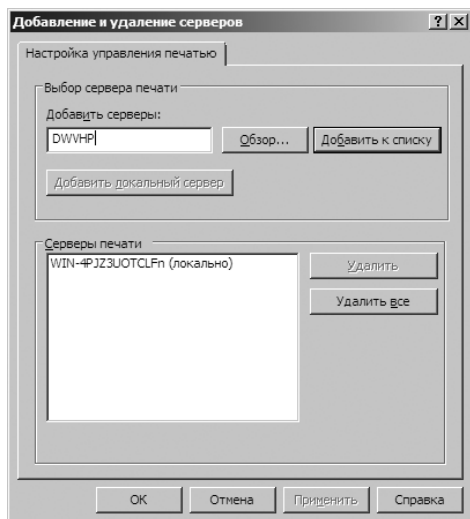 Добавление и удаление серверов
Настройка управления печатью
Выбор сервера печати
Добавить серверы:
DWVHP Обзор... Добавить к списку
Добавить локальный сервер
Серверы печати
WIN-4PJZ3UOTCLFn (локально) Удалить
Удалить все
OK Отмена Применить Справка